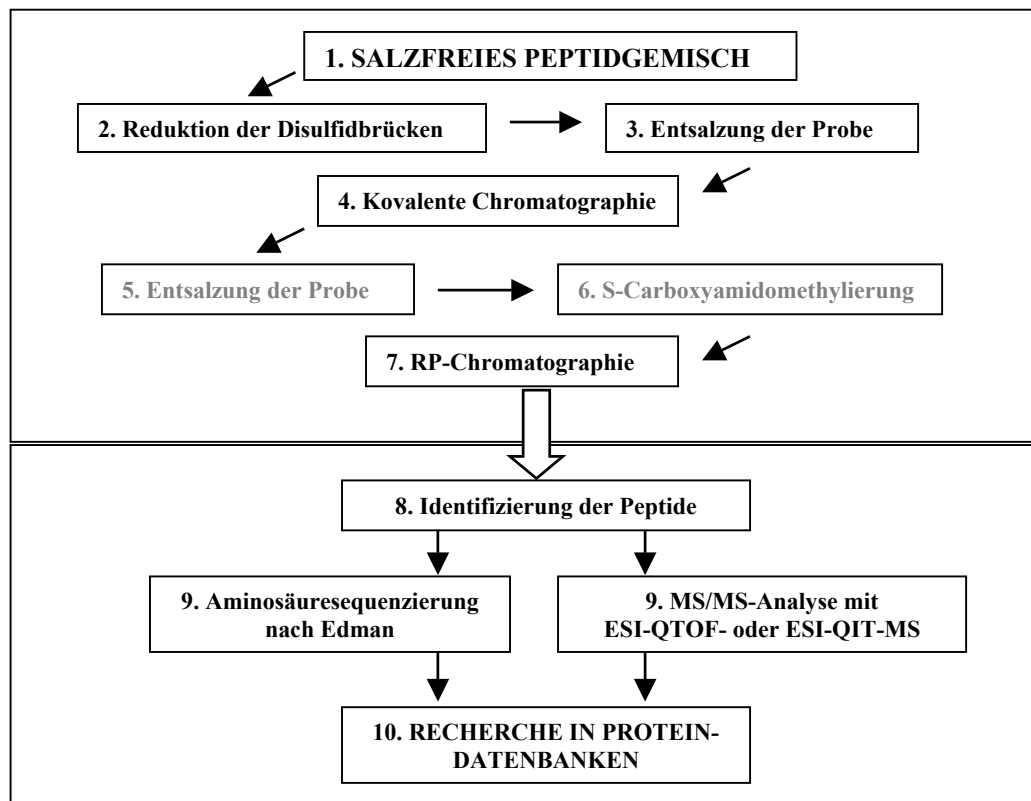 1. SALZFREIES PEPTIDGEMISCH
2. Reduktion der Disulfidbrücken
3. Entsalzung der Probe
4. Kovalente Chromatographie
5. Entsalzung der Probe
6. S-Carboxyamidomethylierung
7. RP-Chromatographie
8. Identifizierung der Peptide
9. Aminosäuresequenzierung
nach Edman
9. MS/MS-Analyse mit
ESI-QTOF- oder ESI-QIT-MS
10. RECHERCHE IN PROTEIN-
DATENBANKEN